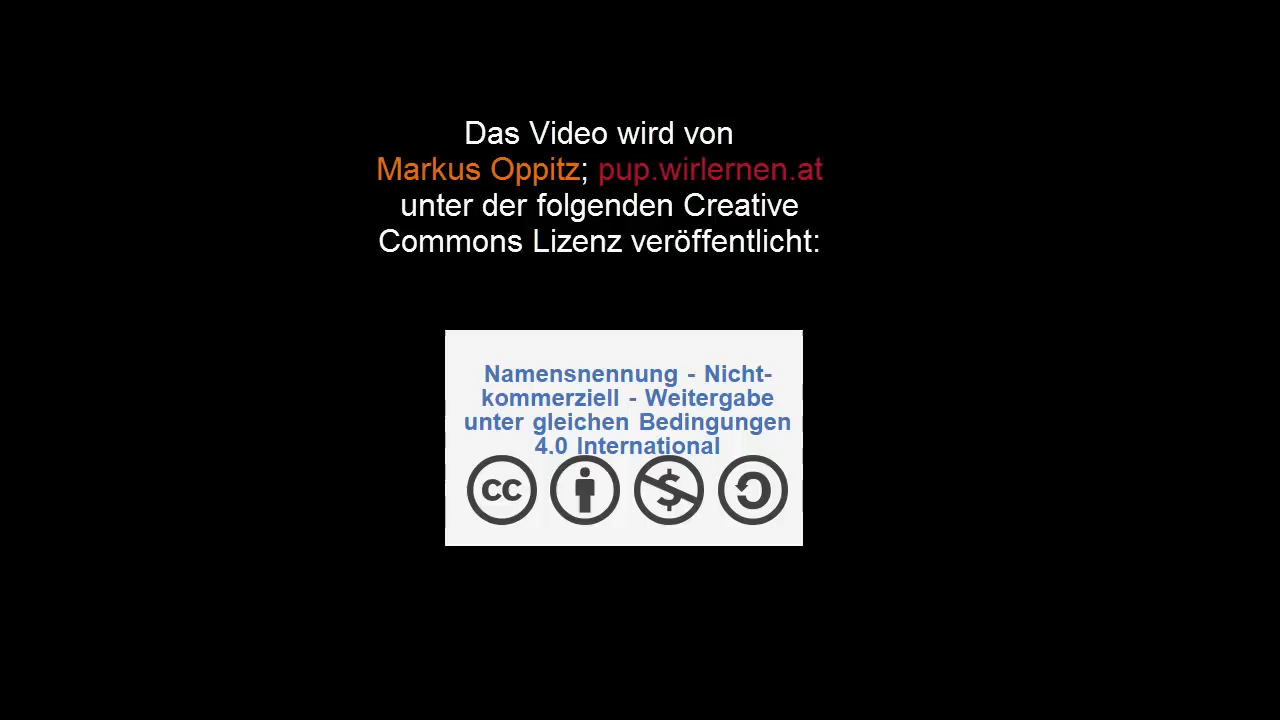 Das Video wird von
Markus Oppitz; pup.wirlernen.at
unter der folgenden Creative
Commons Lizenz veröffentlicht:
Namensnennung - Nicht-
kommerziell - Weitergabe
unter gleichen Bedingungen
4.0 International
cc
$